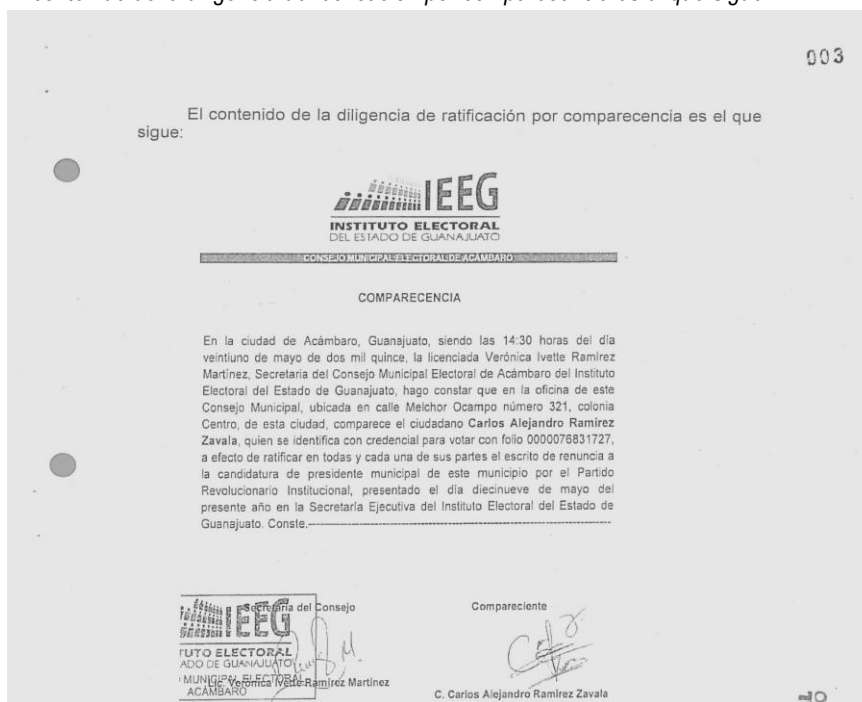 003
El contenido de la diligencia de ratificación por comparecencia es el que
sigue:
IEEG
INSTITUTO ELECTORAL
DEL ESTADO DE GUANAJUATO
CONSEJO MUNICIPAL ELECTORAL DE ACÁMBARO
COMPARECENCIA
En la ciudad de Acámbaro, Guanajuato, siendo las 14:30 horas del día
veintiuno de mayo de dos mil quince, la licenciada Verónica Ivette Ramírez
Martínez, Secretaria del Consejo Municipal Electoral de Acámbaro del Instituto
Electoral del Estado de Guanajuato, hago constar que en la oficina de este
Consejo Municipal, ubicada en calle Melchor Ocampo número 321, colonia
Centro, de esta ciudad, comparece el ciudadano Carlos Alejandro Ramírez
Zavala, quien se identifica con credencial para votar con folio 0000076831727,
a efecto de ratificar en todas y cada una de sus partes el escrito de renuncia a
la candidatura de presidente municipal de este municipio por el Partido
Revolucionario Institucional, presentado el día diecinueve de mayo del
presente año en la Secretaría Ejecutiva del Instituto Electoral del Estado de
Guanajuato. Conste.-----
Secretaria del Consejo
Compareciente
IEEG
TUTO ELECTORAL
ADO DE GUANAJUATO
MUNICIPAL ELECTORAL
ACÁMBARO
Lic. Verónica Ivette Ramírez Martínez
C. Carlos Alejandro Ramírez Zavala